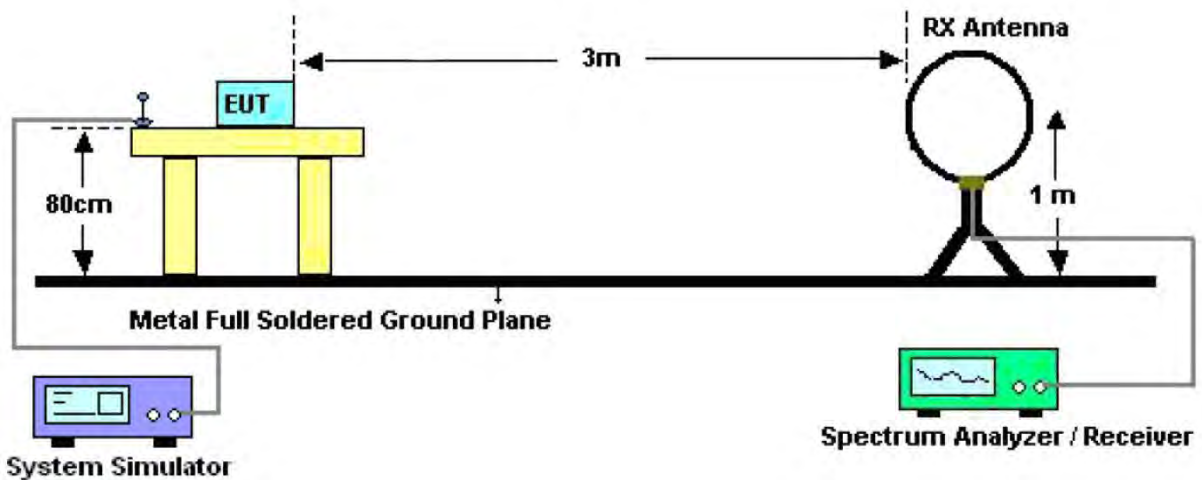 RX Antenna
3m
EUT
80cm
1 m
Metal Full Soldered Ground Plane
Spectrum Analyzer / Receiver
System Simulator